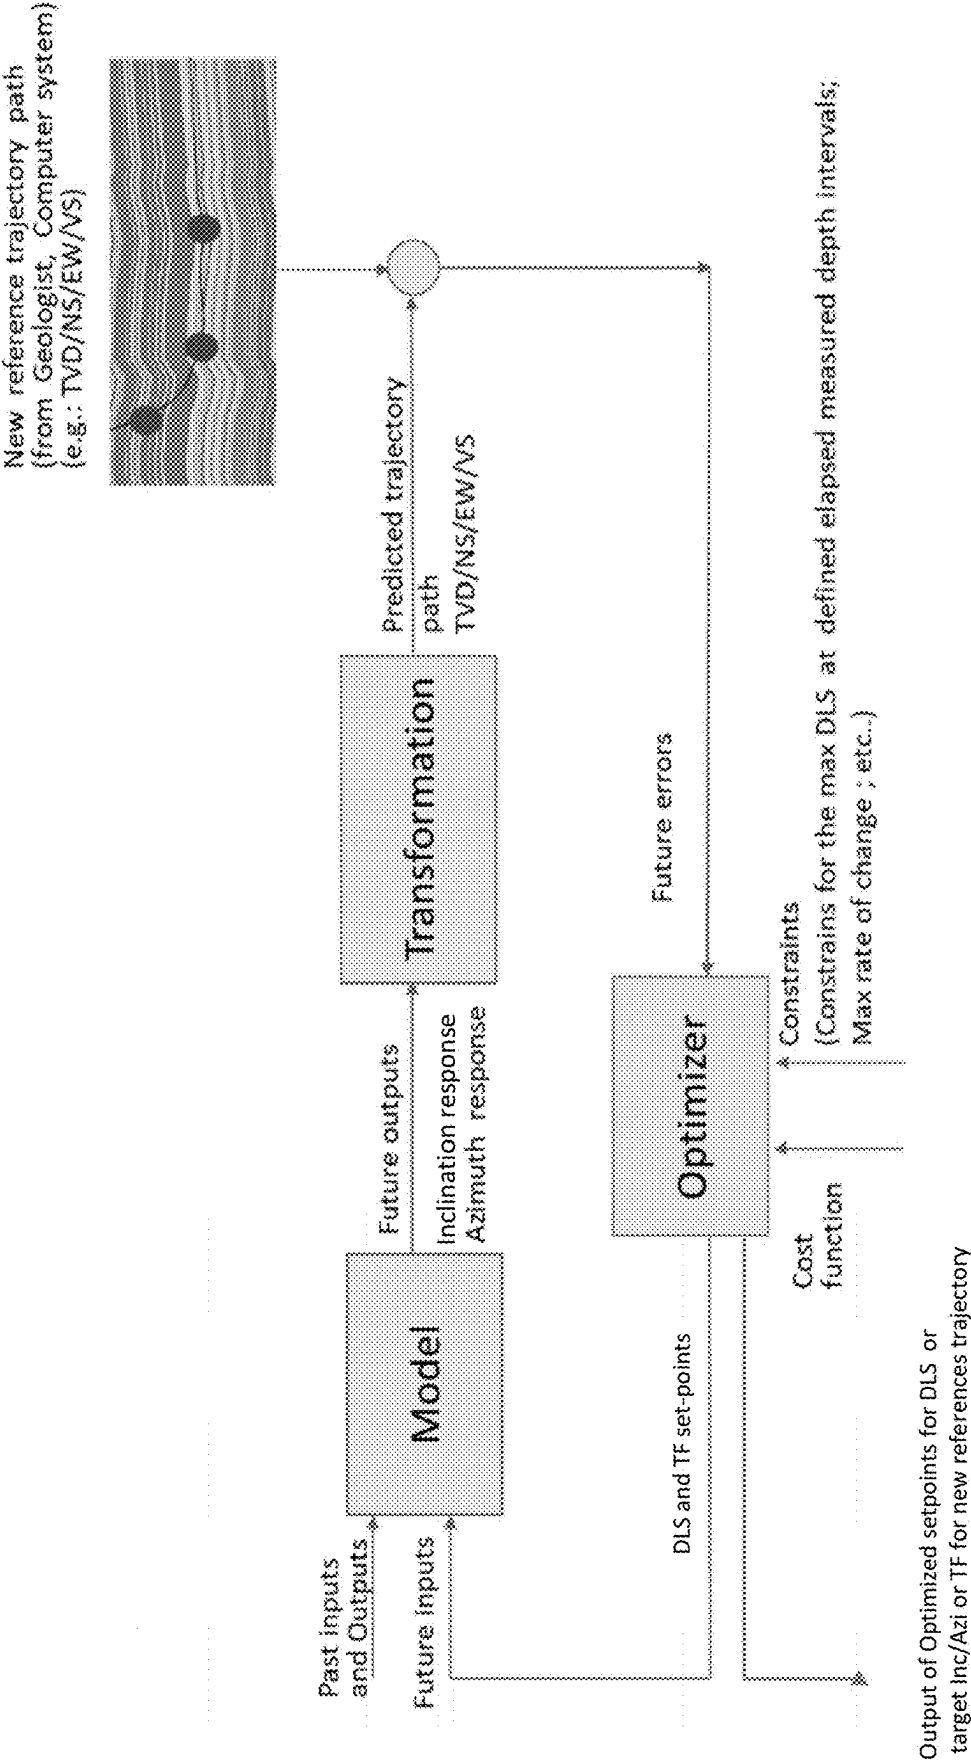 New reference trajectory path
(from Geologist, Computer system)
(e.g.: TVD/NS/EW/VS)
Past inputs
and Outputs
Future Inputs
Model
Future outputs
Inclination response
Azimuth response
Transformation
Predicted trajectory
path
TVD/NS/EW/VS
DLS and TF set-points
Optimizer
Future errors
Cost
function
Constraints
(Constrains for the max DLS at defined elapsed measured depth intervals;
Max rate of change ; etc..)
Output of Optimized setpoints for DLS or
target Inc/Azi or TF for new references trajectory